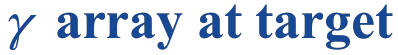 γ array at target